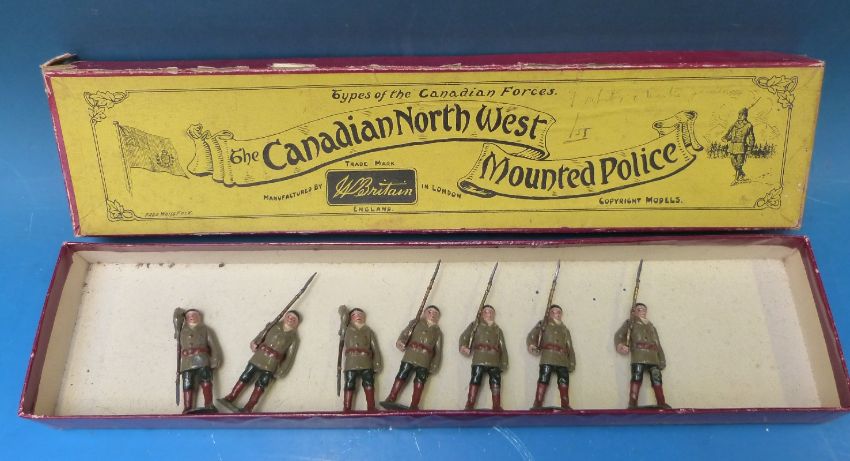 Types of the Canadian Forces.
The Canadian North West
Mounted Police
TRADE MARK
MANUFACTURED BY W. Britain IN LONDON
ENGLAND.
COPYRIGHT MODELS.